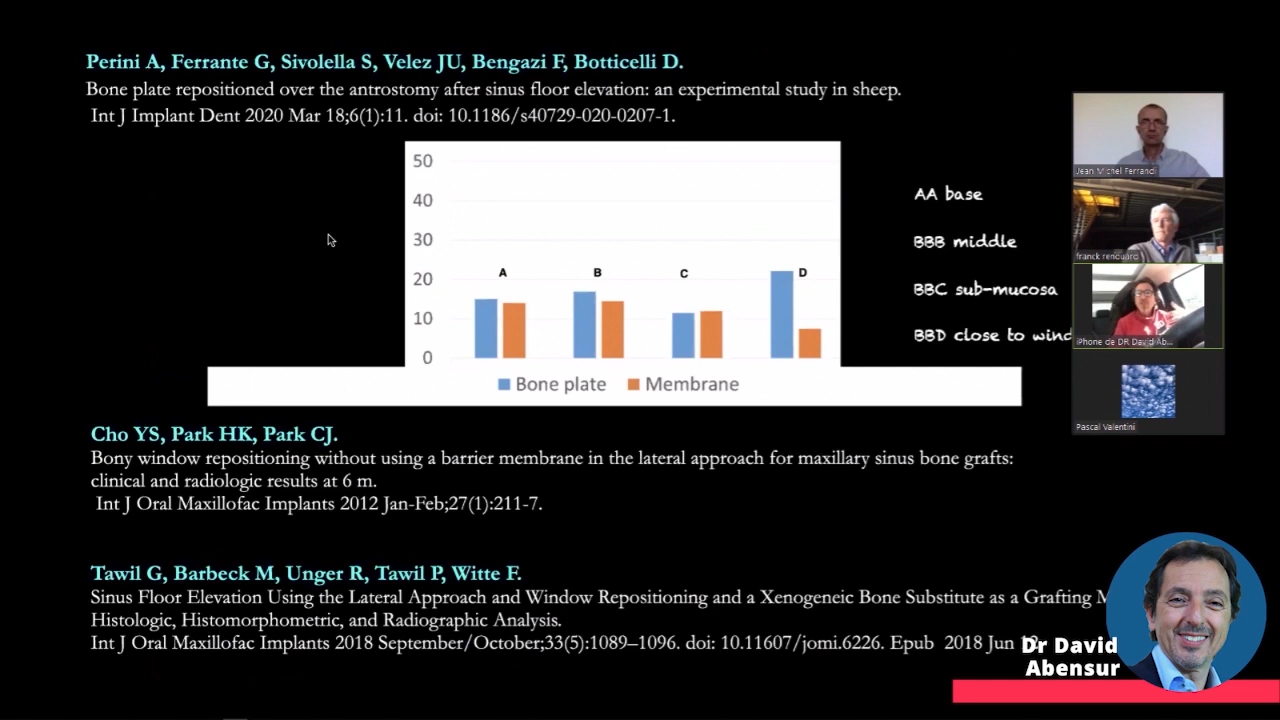 Perini A, Ferrante G, Sivolella S, Velez JU, Bengazi F, Botticelli D.
Bone plate repositioned over the antrostomy after sinus floor elevation: an experimental study in sheep.
Int J Implant Dent 2020 Mar 18;6(1):11. doi: 10.1186/s40729-020-0207-1.
50
40
30
20
10
0
A
B
C
D
Bone plate
Membrane
AA base
BBB middle
BBC sub-mucosa
BBD close to wind
Jean Michel Ferrandi
franck renouard
iPhone de DR David Ab...
Pascal Valentini
Cho YS, Park HK, Park CJ.
Bony window repositioning without using a barrier membrane in the lateral approach for maxillary sinus bone grafts:
clinical and radiologic results at 6 m.
Int J Oral Maxillofac Implants 2012 Jan-Feb;27(1):211-7.
Tawil G, Barbeck M, Unger R, Tawil P, Witte F.
Sinus Floor Elevation Using the Lateral Approach and Window Repositioning and a Xenogeneic Bone Substitute as a Grafting M
Histologic, Histomorphometric, and Radiographic Analysis.
Int J Oral Maxillofac Implants 2018 September/October;33(5):1089–1096. doi: 10.11607/jomi.6226. Epub 2018 Jun
Dr David
Abensur